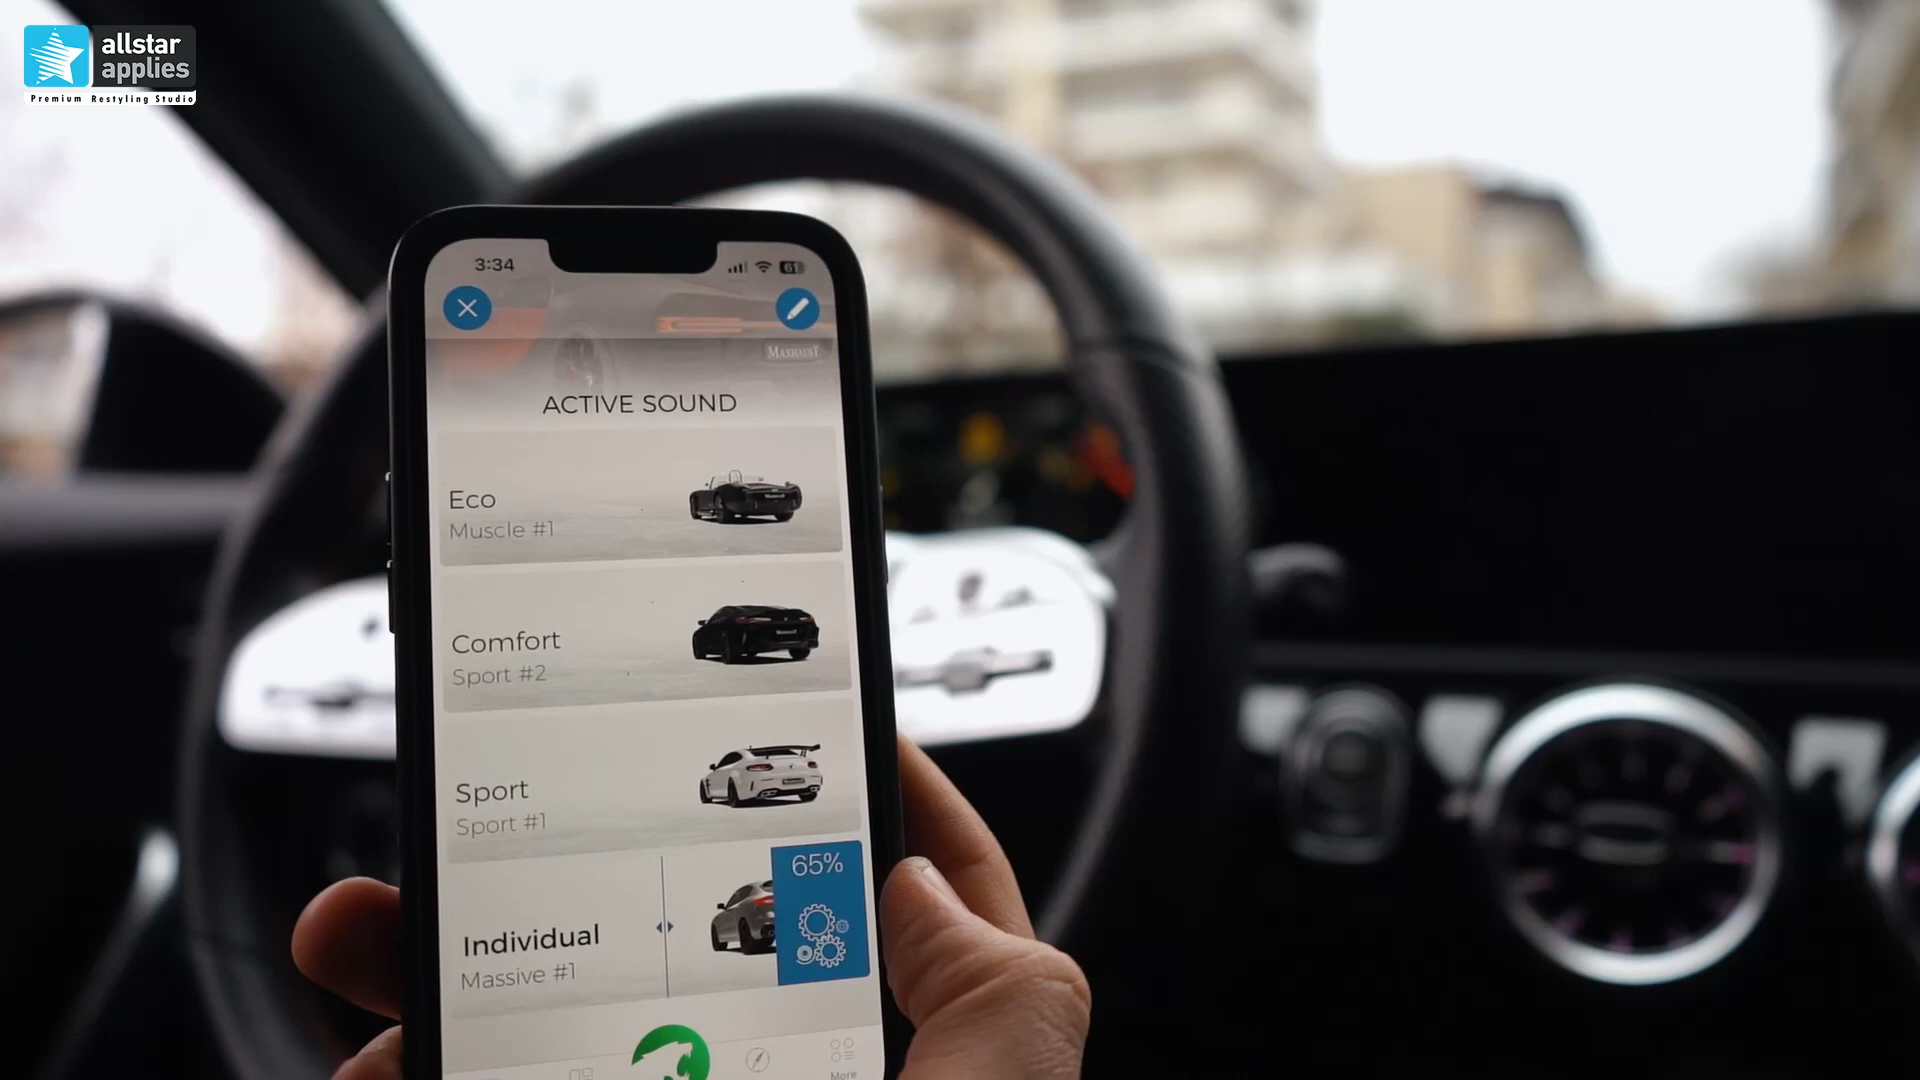 allstar
applies
Premium Restyling Studio
3:34
61
MAXHAUST
ACTIVE SOUND
Eco
Muscle #1
Comfort
Sport #2
Sport
Sport #1
65%
Individual
Massive #1
More